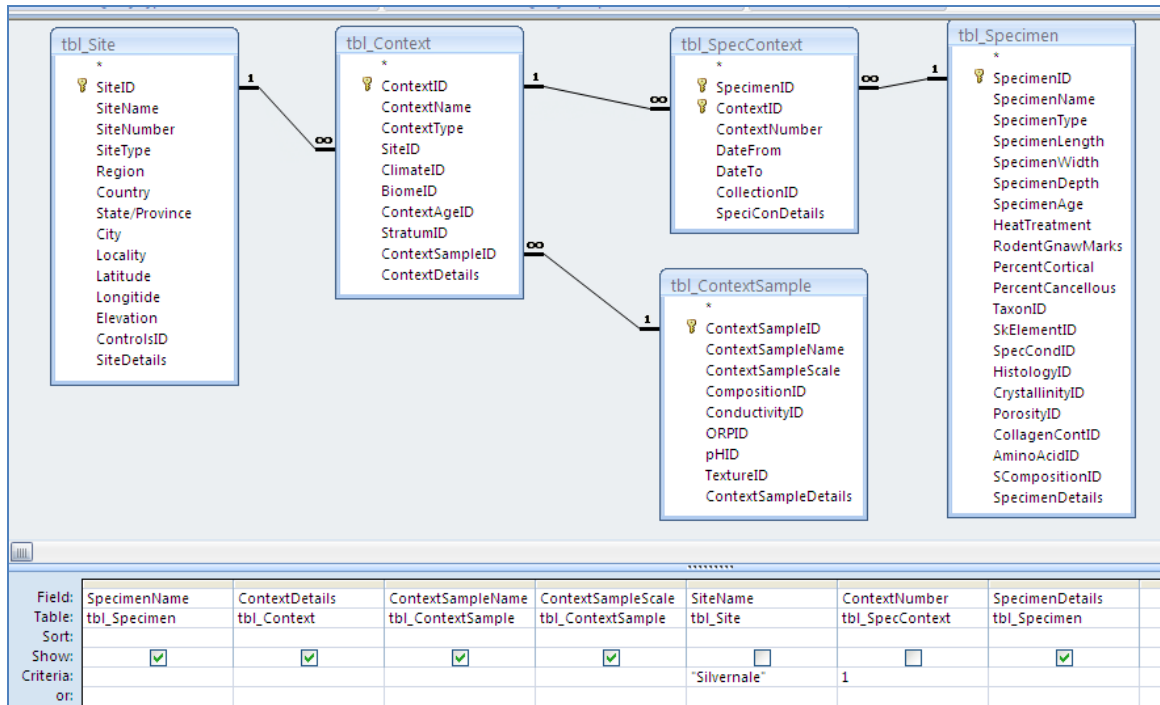 tbl_Site
*
SiteID
SiteName
SiteNumber
SiteType
Region
Country
State/Province
City
Locality
Latitude
Longitide
Elevation
ControlsID
SiteDetails
1
∞
tbl_Context
*
ContextID
ContextName
ContextType
SiteID
ClimateID
BiomeID
ContextAgeID
StratumID
ContextSampleID
ContextDetails
1
∞
∞
1
tbl_SpecContext
*
SpecimenID
ContextID
ContextNumber
DateFrom
DateTo
CollectionID
SpeciConDetails
∞
1
tbl_ContextSample
*
ContextSampleID
ContextSampleName
ContextSampleScale
CompositionID
ConductivityID
ORPID
pHID
TextureID
ContextSampleDetails
tbl_Specimen
*
SpecimenID
SpecimenName
SpecimenType
SpecimenLength
SpecimenWidth
SpecimenDepth
SpecimenAge
HeatTreatment
RodentGnawMarks
PercentCortical
PercentCancellous
TaxonID
SkElementID
SpecCondID
HistologyID
CrystallinityID
PorosityID
CollagenContID
AminoAcidID
SCompositionID
SpecimenDetails
Field: SpecimenName ContextDetails ContextSampleName ContextSampleScale SiteName ContextNumber SpecimenDetails
Table: tbl_Specimen tbl_Context tbl_ContextSample tbl_ContextSample tbl_Site tbl_SpecContext tbl_Specimen
Sort:
Show:
Criteria: "Silvernale" 1
or: